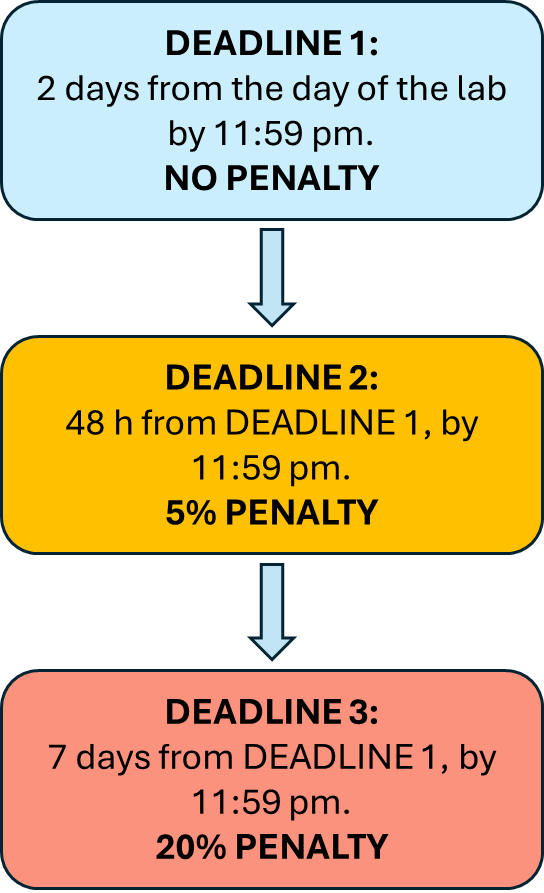 DEADLINE 1:
2 days from the day of the lab
by 11:59 pm.
NO PENALTY
DEADLINE 2:
48 h from DEADLINE 1, by
11:59 pm.
5% PENALTY
DEADLINE 3:
7 days from DEADLINE 1, by
11:59 pm.
20% PENALTY